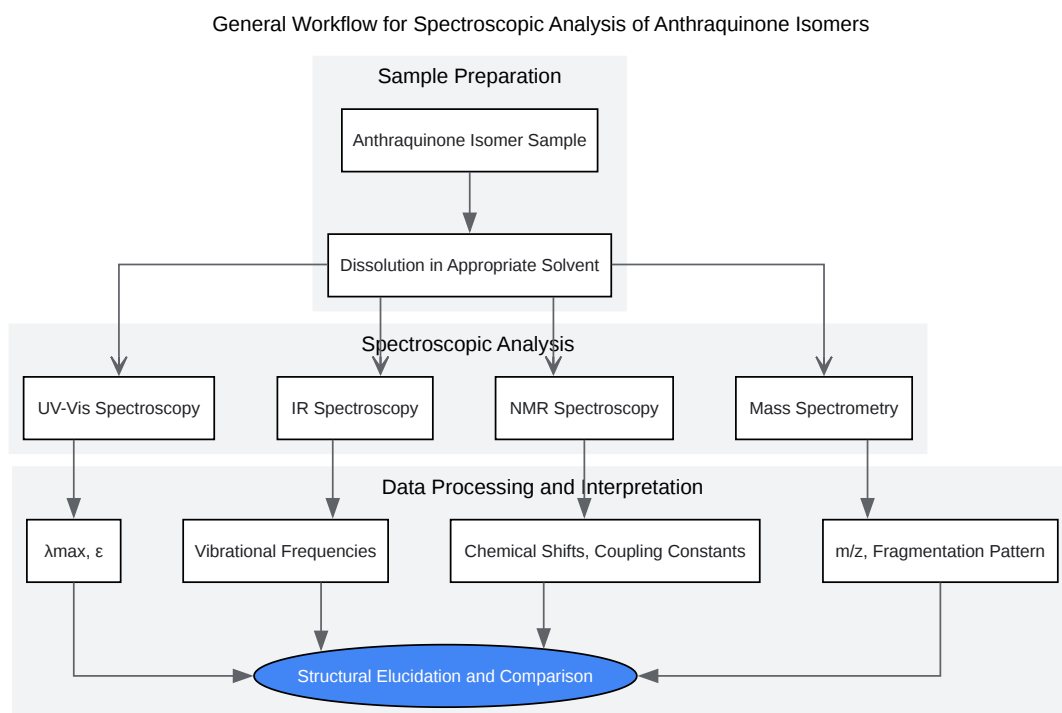 General Workflow for Spectroscopic Analysis of Anthraquinone Isomers
Sample Preparation
Anthraquinone Isomer Sample
Dissolution in Appropriate Solvent
Spectroscopic Analysis
UV-Vis Spectroscopy
IR Spectroscopy
NMR Spectroscopy
Mass Spectrometry
Data Processing and Interpretation
λmax, ε
Vibrational Frequencies
Chemical Shifts, Coupling Constants
m/z, Fragmentation Pattern
Structural Elucidation and Comparison